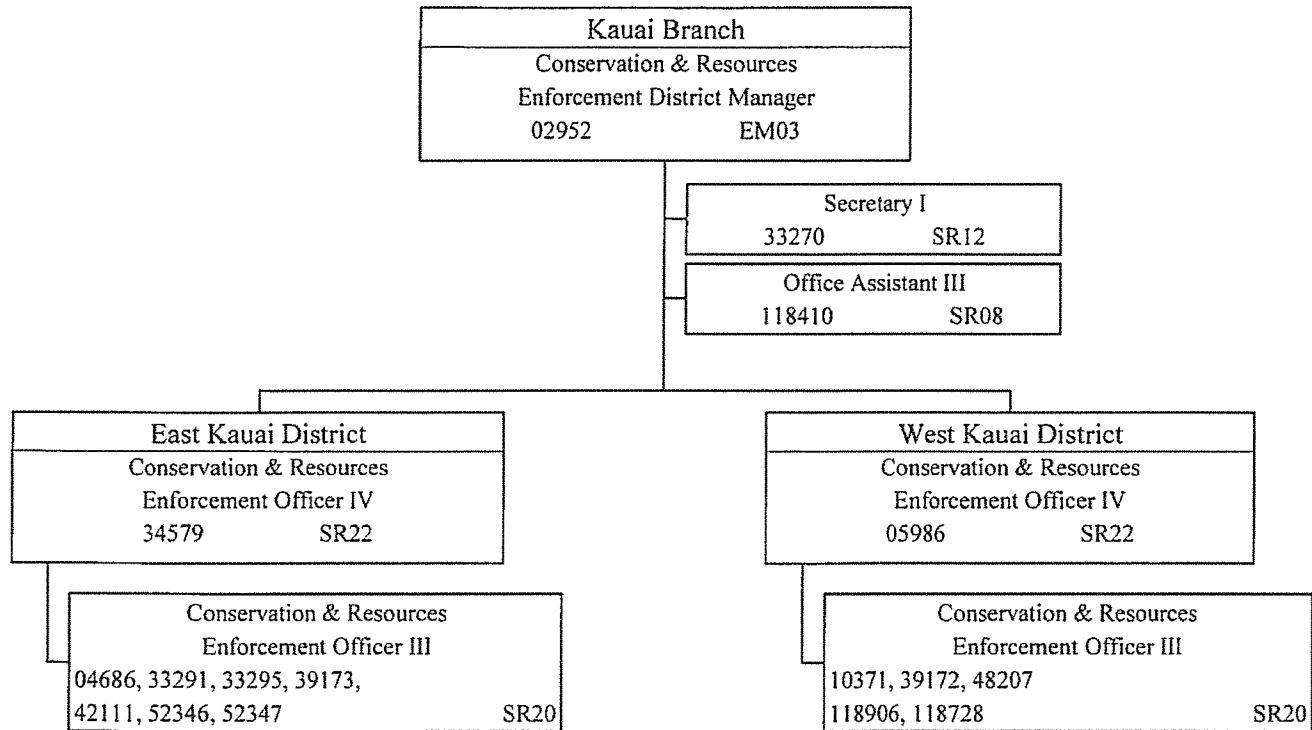 Kauai Branch
Conservation & Resources
Enforcement District Manager
02952 EM03
Secretary I
33270 SR12
Office Assistant III
118410 SR08
East Kauai District
Conservation & Resources
Enforcement Officer IV
34579 SR22
West Kauai District
Conservation & Resources
Enforcement Officer IV
05986 SR22
Conservation & Resources
Enforcement Officer III
04686, 33291, 33295, 39173,
42111, 52346, 52347 SR20
Conservation & Resources
Enforcement Officer III
10371, 39172, 48207
118906, 118728 SR20